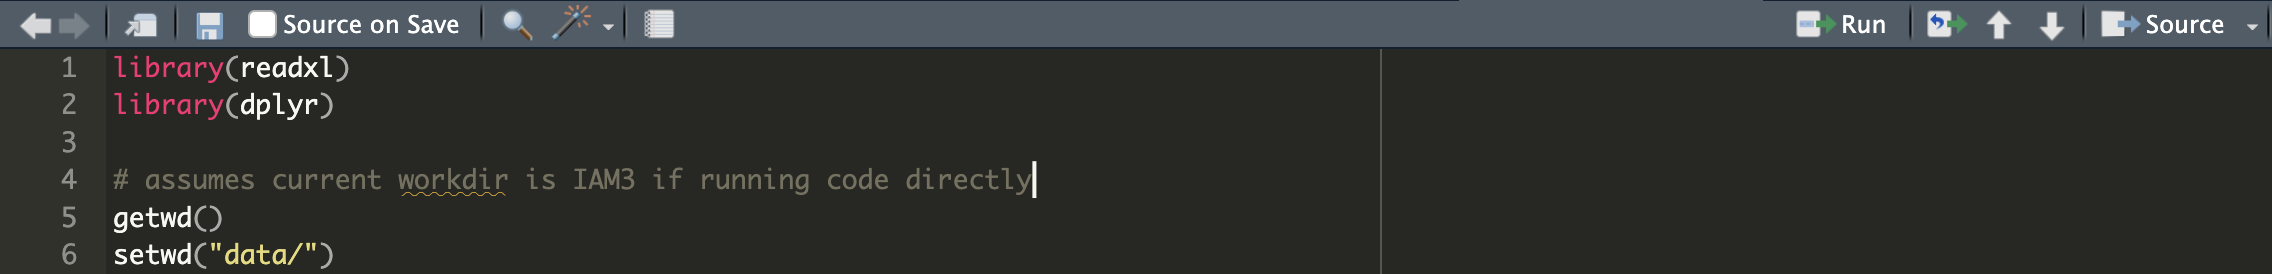 Source on Save
Run
Source
1 library(readxl)
2 library(dplyr)
3
4 # assumes current workdir is IAM3 if running code directly
5 getwd()
6 setwd("data/")